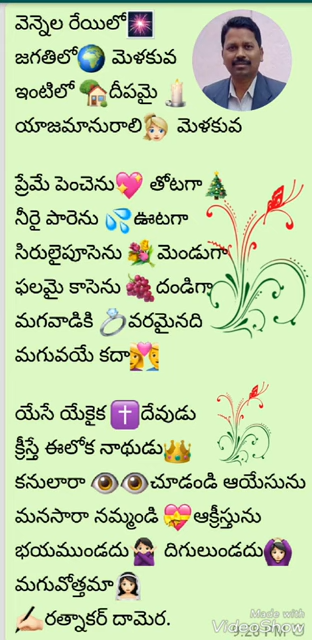 వెన్నెల రేయిలో🎆
జగతిలో🌍 మెళకువ
ఇంటిలో 🏡దీపమై 🕯️
యాజమానురాలి👩🏼 మెళకువ
ప్రేమే పెంచెను💖 తోటగా🎄
నీరై పారెను 💦ఊటగా
సిరులైపూసెను 💐మెండుగా
ఫలమై కాసెను 🍇దండిగా
మగవాడికి 💍వరమైనది
మగువయే కదా💑
యేసే యేకైక ✝️దేవుడు
క్రీస్తే ఈలోక నాథుడు👑
కనులారా 👁️👁️చూడండి ఆయేసును
మనసారా నమ్మండి 💝ఆక్రీస్తును
భయముండదు 🙅🏻‍♂️ దిగులుండదు🙆🏻‍♀️
మగువోత్తమా👰🏻
✍🏻రత్నాకర్ దామెర.
Made with
VideoShow